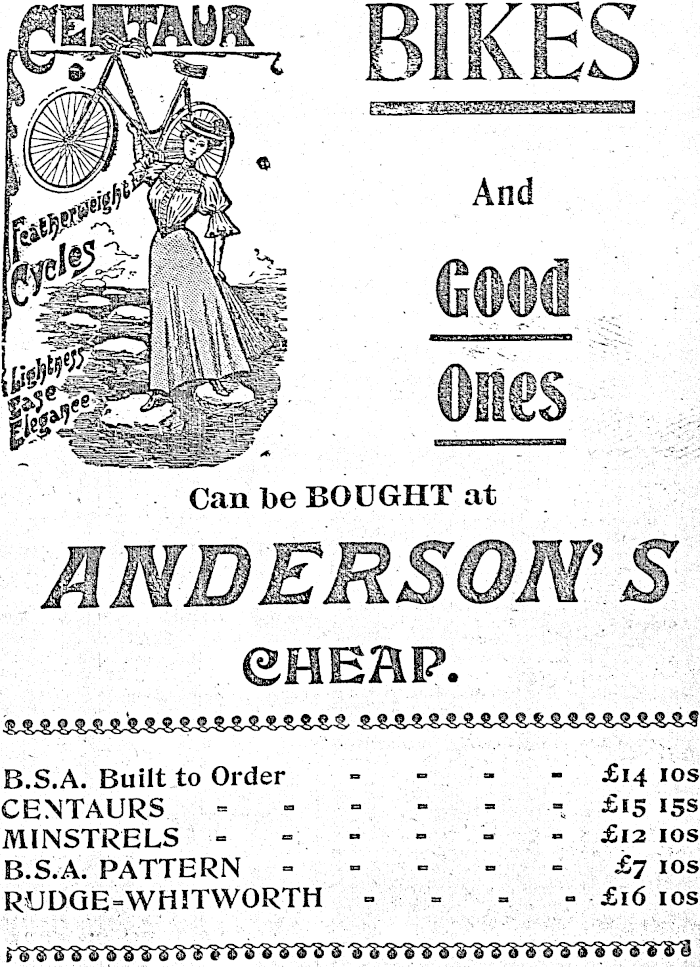 CENTAUR
Featherweight
Cycles
Lightness
Ease
Elegance
BIKES
And
Good
Ones
Can be BOUGHT at
ANDERSON'S
CHEAP.
B.S.A. Built to Order - - - - £14 10s
CENTAURS - - - - - - £15 15s
MINSTRELS - - - - - - £12 10s
B.S.A. PATTERN - - - - - £7 10s
RUDGE-WHITWORTH - - - - £16 10s